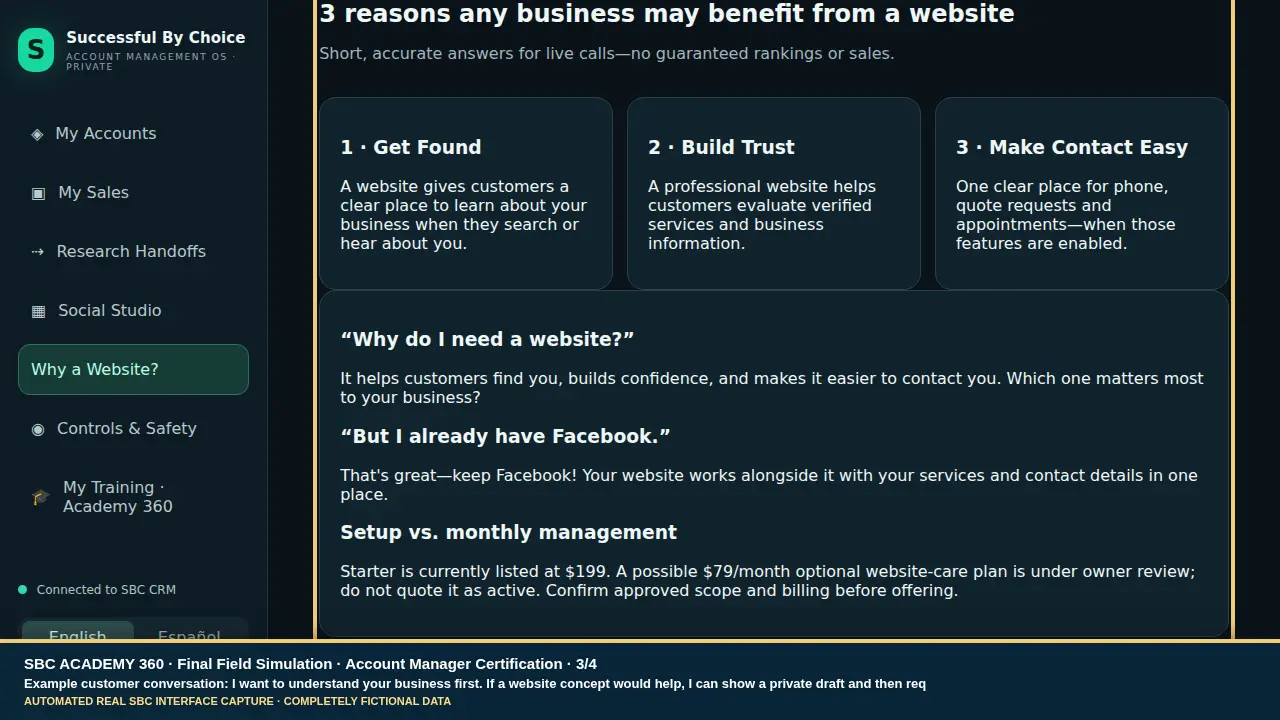 S
Successful By Choice
ACCOUNT MANAGEMENT OS ·
PRIVATE
My Accounts
My Sales
Research Handoffs
Social Studio
Why a Website?
Controls & Safety
My Training ·
Academy 360
Connected to SBC CRM
English
Español
3 reasons any business may benefit from a website
Short, accurate answers for live calls—no guaranteed rankings or sales.
1 · Get Found
A website gives customers a
clear place to learn about your
business when they search or
hear about you.
2 · Build Trust
A professional website helps
customers evaluate verified
services and business
information.
3 · Make Contact Easy
One clear place for phone,
quote requests and
appointments—when those
features are enabled.
“Why do I need a website?”
It helps customers find you, builds confidence, and makes it easier to contact you. Which one matters most
to your business?
“But I already have Facebook.”
That's great—keep Facebook! Your website works alongside it with your services and contact details in one
place.
Setup vs. monthly management
Starter is currently listed at $199. A possible $79/month optional website-care plan is under owner review;
do not quote it as active. Confirm approved scope and billing before offering.
SBC ACADEMY 360 · Final Field Simulation · Account Manager Certification · 3/4
Example customer conversation: I want to understand your business first. If a website concept would help, I can show a private draft and then req
AUTOMATED REAL SBC INTERFACE CAPTURE · COMPLETELY FICTIONAL DATA